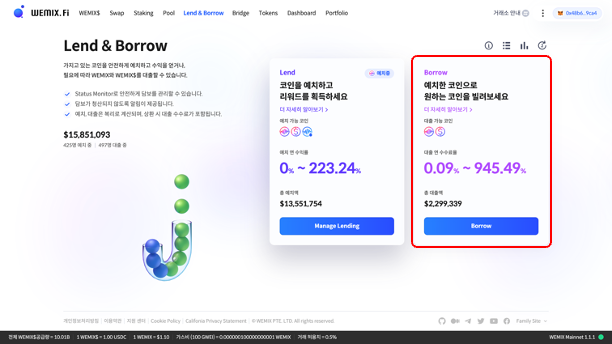 WEMIX.Fi WEMIX$ Swap Staking Pool Lend & Borrow Bridge Tokens Dashboard Portfolio 거래소 안내 0x48b6...9ca4
Lend & Borrow
가지고 있는 코인을 안전하게 예치하고 수익을 얻거나,
필요에 따라 WEMIX와 WEMIX$를 대출할 수 있습니다.
Status Monitor로 안전하게 담보를 관리할 수 있습니다.
담보가 청산되지 않도록 알림이 제공됩니다.
예치, 대출은 복리로 계산되며, 상환 시 대출 수수료가 포함됩니다.
$15,851,093
425명 예치 중 497명 대출 중
Lend 예치중
코인을 예치하고
리워드를 획득하세요
더 자세히 알아보기 >
예치 가능 코인
예치 연 수익률
0% ~ 223.24%
총 예치액
$13,551,754
Manage Lending
Borrow
예치한 코인으로
원하는 코인을 빌려보세요
더 자세히 알아보기 >
대출 가능 코인
대출 연 수수료율
0.09% ~ 945.49%
총 대출액
$2,299,339
Borrow
개인정보처리방침 이용약관 지원 센터 Cookie Policy California Privacy Statement © WEMIX PTE. LTD. All rights reserved. Family Site
전체 WEMIX$공급량 = 10.01B 1 WEMIX$ = 1.00 USDC 1 WEMIX = $1.10 가스비 (100 GWEI) = 0.000000100000000001 WEMIX 거래 허용치 = 0.5% WEMIX Mainnet 1.1.1